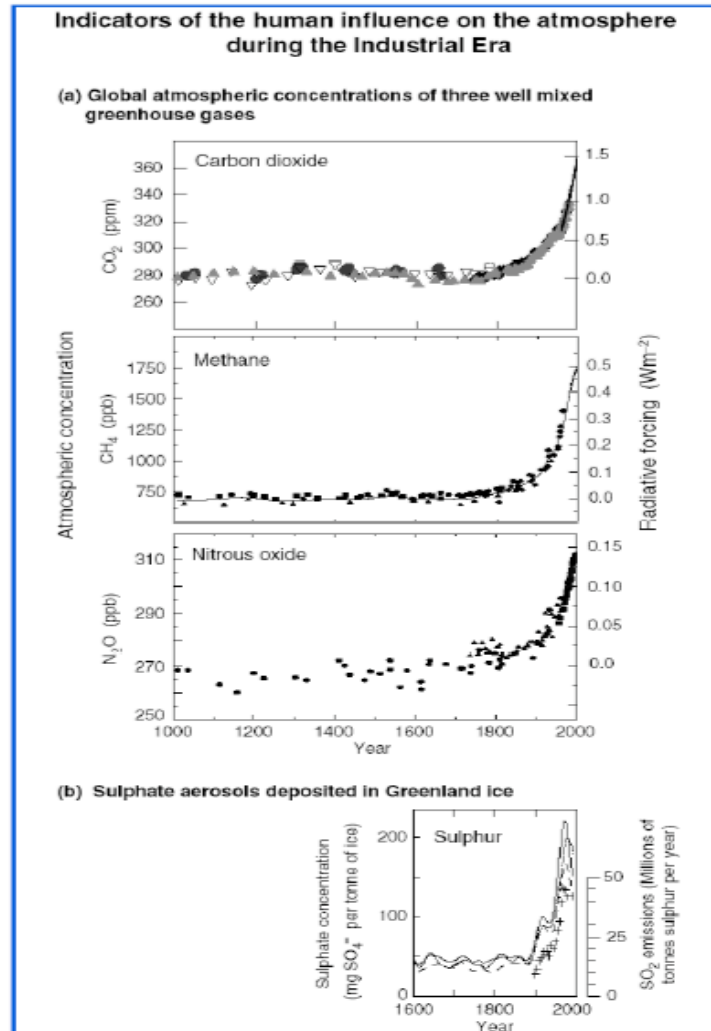 Indicators of the human influence on the atmosphere
during the Industrial Era
(a) Global atmospheric concentrations of three well mixed
greenhouse gases
Carbon dioxide
360
340
320
300
280
260
CO₂ (ppm)
1.5
1.0
0.5
0.0
Atmospheric concentration
Methane
1750
1500
1250
1000
750
CH₄ (ppb)
0.5
0.4
0.3
0.2
0.1
0.0
Radiative forcing (Wm⁻²)
Nitrous oxide
310
290
270
250
N₂O (ppb)
0.15
0.10
0.05
0.0
1000 1200 1400 1600 1800 2000
Year
(b) Sulphate aerosols deposited in Greenland ice
Sulphur
200
100
0
Sulphate concentration
(mg SO₄⁼ per tonne of ice)
50
25
0
SO₂ emissions (Millions of
tonnes sulphur per year)
1600 1800 2000
Year